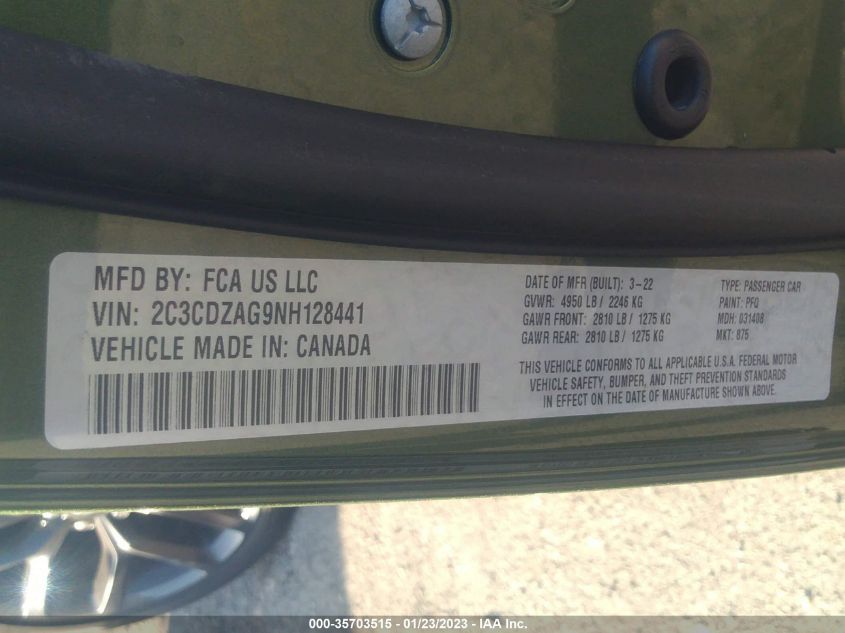 MFD BY: FCA US LLC
VIN: 2C3CDZAG9NH128441
VEHICLE MADE IN: CANADA
DATE OF MFR (BUILT): 3-22
GVWR: 4950 LB / 2246 KG
GAWR FRONT: 2810 LB / 1275 KG
GAWR REAR: 2810 LB / 1275 KG
TYPE: PASSENGER CAR
PAINT: PFQ
MDH: 031408
MKT: 875
THIS VEHICLE CONFORMS TO ALL APPLICABLE U.S.A. FEDERAL MOTOR
VEHICLE SAFETY, BUMPER, AND THEFT PREVENTION STANDARDS
IN EFFECT ON THE DATE OF MANUFACTURE SHOWN ABOVE.
000-35703515 - 01/23/2023 - IAA Inc.